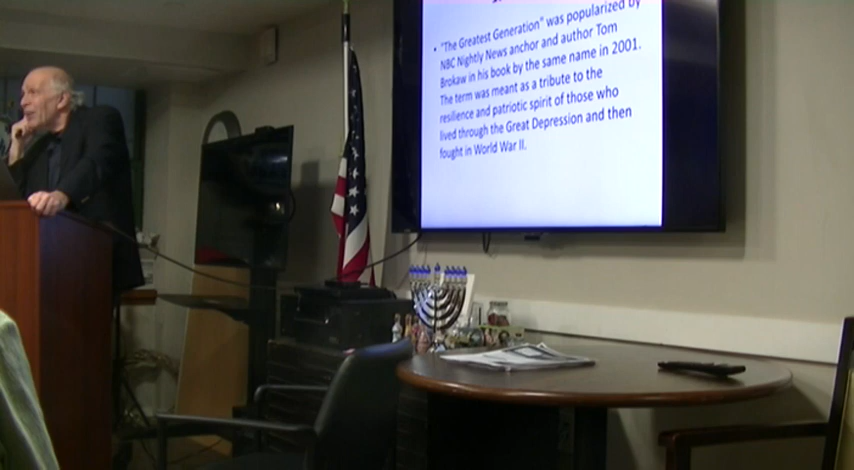 • "The Greatest Generation" was popularized by
NBC Nightly News anchor and author Tom
Brokaw in his book by the same name in 2001.
The term was meant as a tribute to the
resilience and patriotic spirit of those who
lived through the Great Depression and then
fought in World War II.